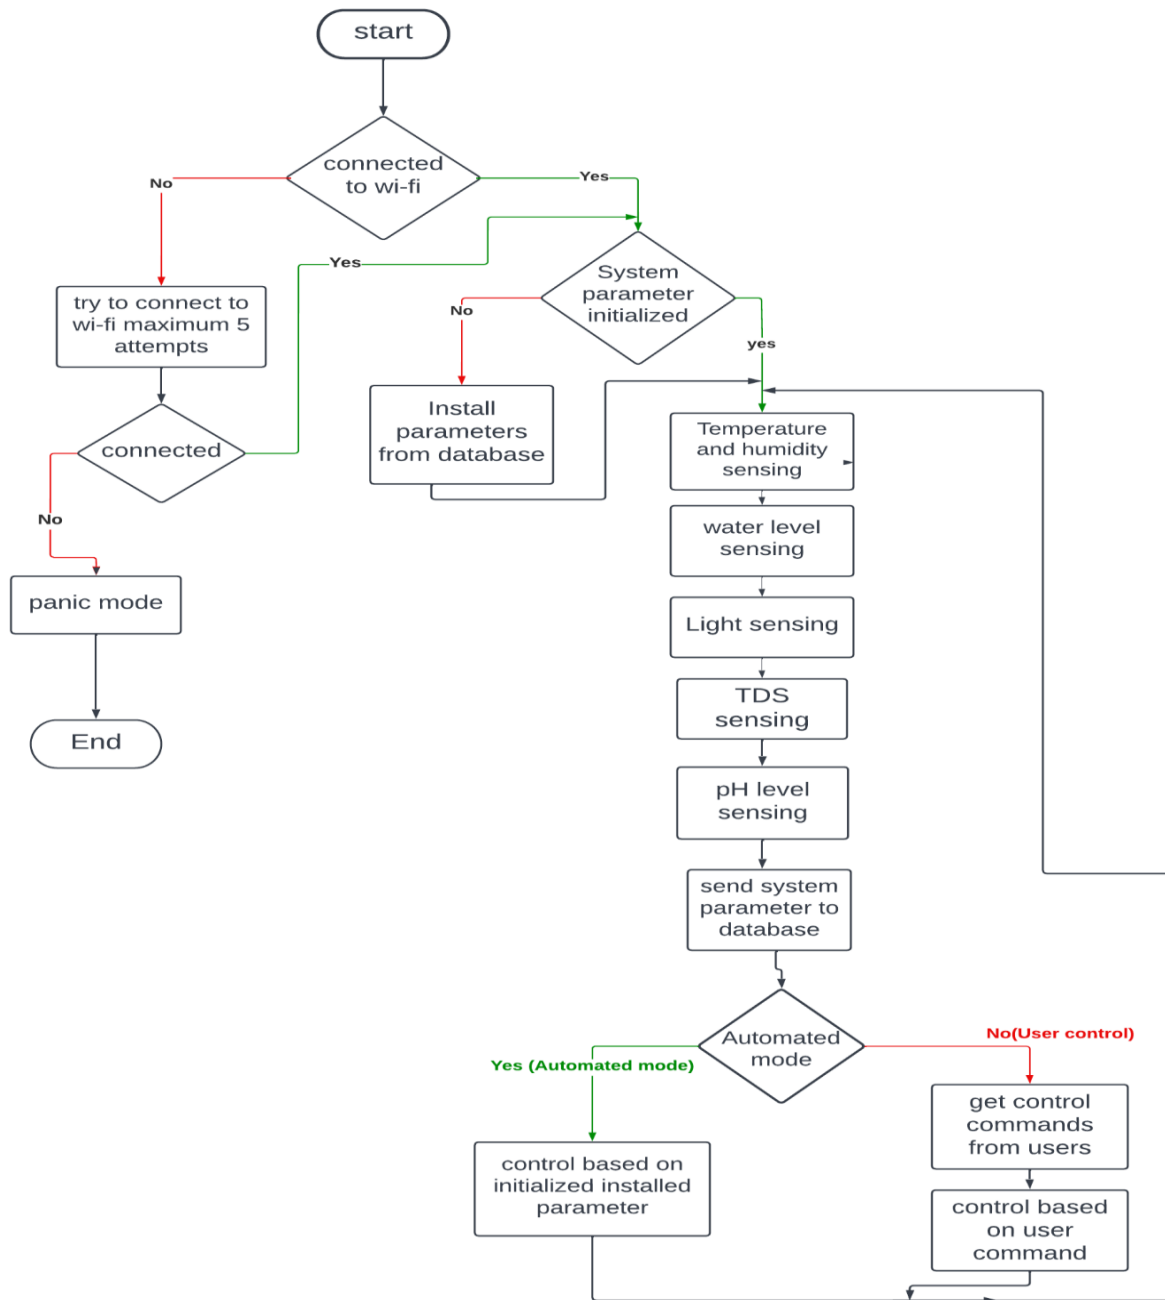 start
connected
to wi-fi
No
Yes
Yes
try to connect to
wi-fi maximum 5
attempts
System
parameter
initialized
No
yes
connected
No
Install
parameters
from database
Temperature
and humidity
sensing
water level
sensing
panic mode
Light sensing
End
TDS
sensing
pH level
sensing
send system
parameter to
database
Automated
mode
Yes (Automated mode)
No(User control)
get control
commands
from users
control based on
initialized installed
parameter
control based
on user
command